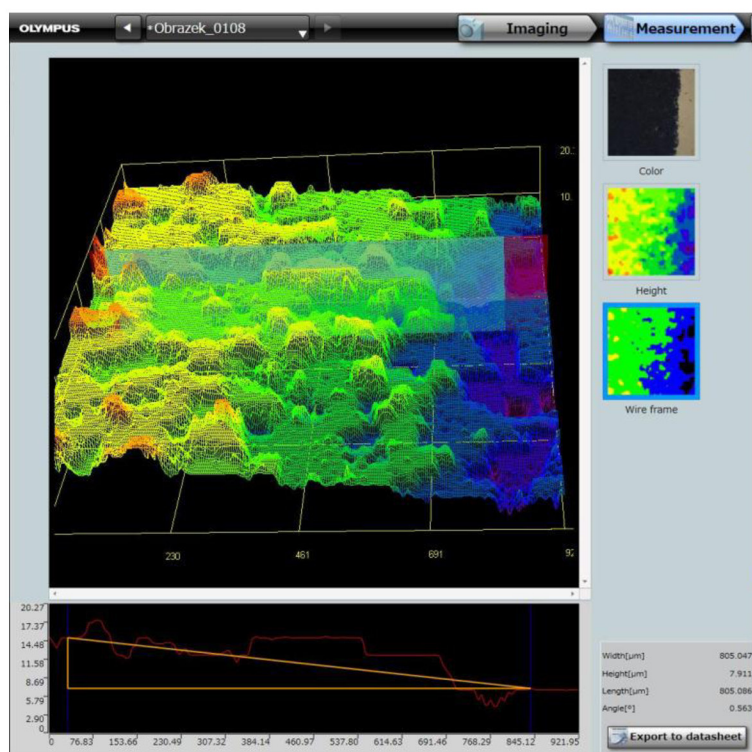 OLYMPUS
*Obrazek_0108
Imaging
Measurement
Color
Height
Wire frame
10.
230
461
691
20.27
17.37
14.48
11.58
8.69
5.79
2.90
0
0 76.83 153.66 230.49 307.32 384.14 460.97 537.80 614.63 691.46 768.29 845.12 921.95
Width[µm] 805.047
Height[µm] 7.911
Length[µm] 805.086
Angle[°] 0.563
Export to datasheet